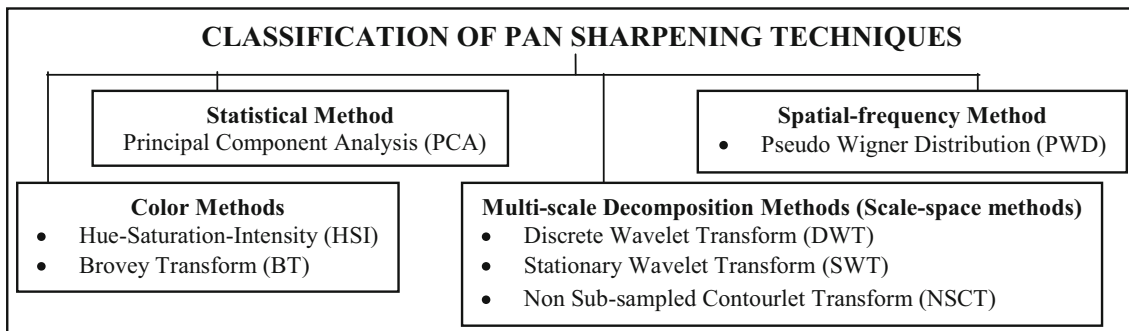 CLASSIFICATION OF PAN SHARPENING TECHNIQUES
Statistical Method
Principal Component Analysis (PCA)
Spatial-frequency Method
• Pseudo Wigner Distribution (PWD)
Color Methods
• Hue-Saturation-Intensity (HSI)
• Brovey Transform (BT)
Multi-scale Decomposition Methods (Scale-space methods)
• Discrete Wavelet Transform (DWT)
• Stationary Wavelet Transform (SWT)
• Non Sub-sampled Contourlet Transform (NSCT)